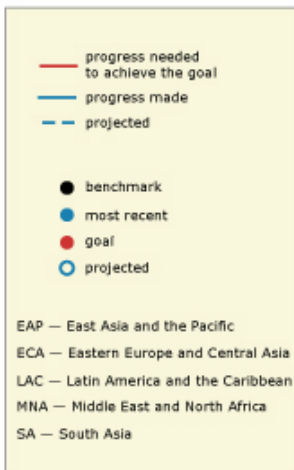 progress needed
to achieve the goal
progress made
projected
benchmark
most recent
goal
projected
EAP — East Asia and the Pacific
ECA — Eastern Europe and Central Asia
LAC — Latin America and the Caribbean
MNA — Middle East and North Africa
SA — South Asia